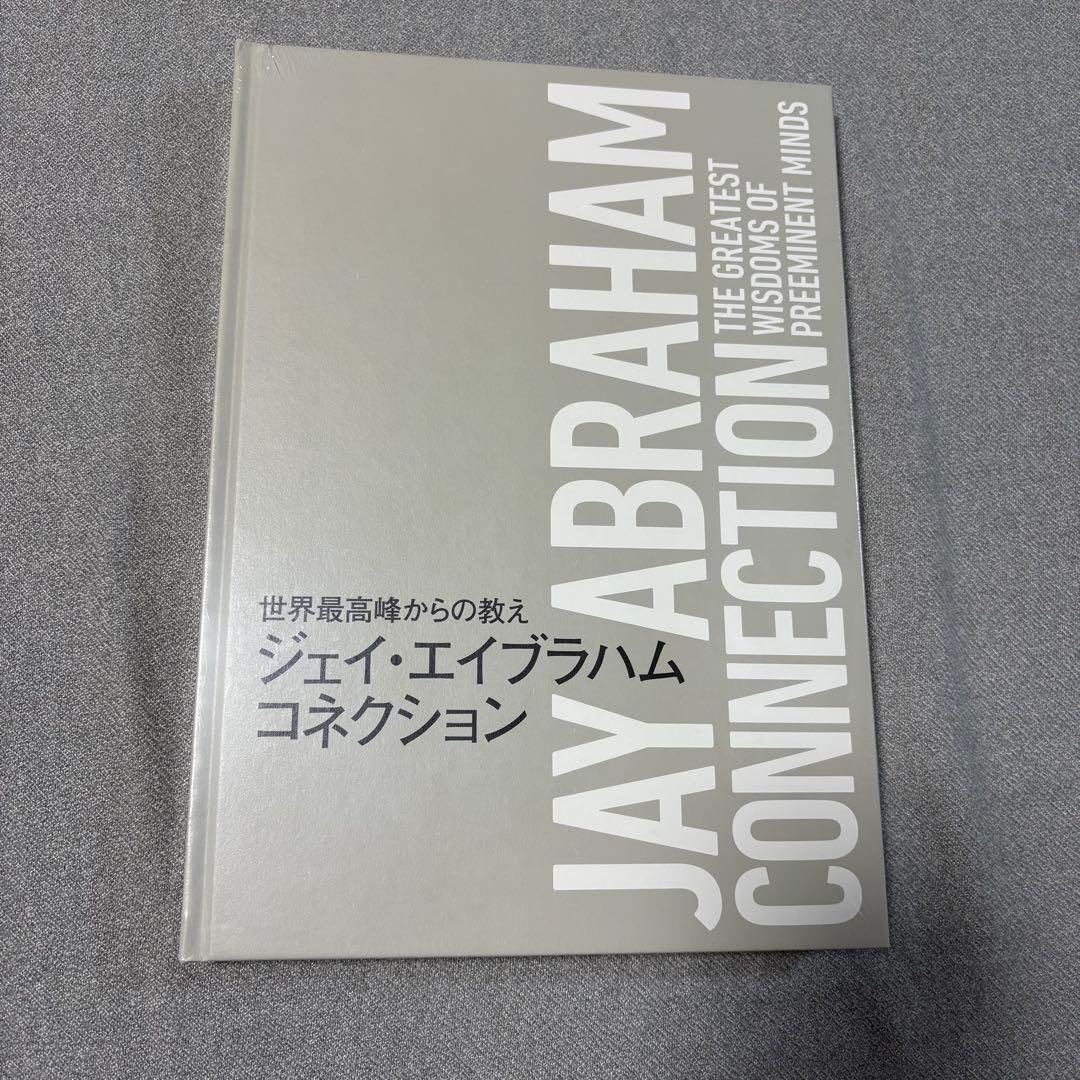 世界最高峰からの教え
ジェイ・エイブラハム
コネクション
JAY ABRAHAM
CONNECTION
THE GREATEST
WISDOMS OF
PREEMINENT MINDS